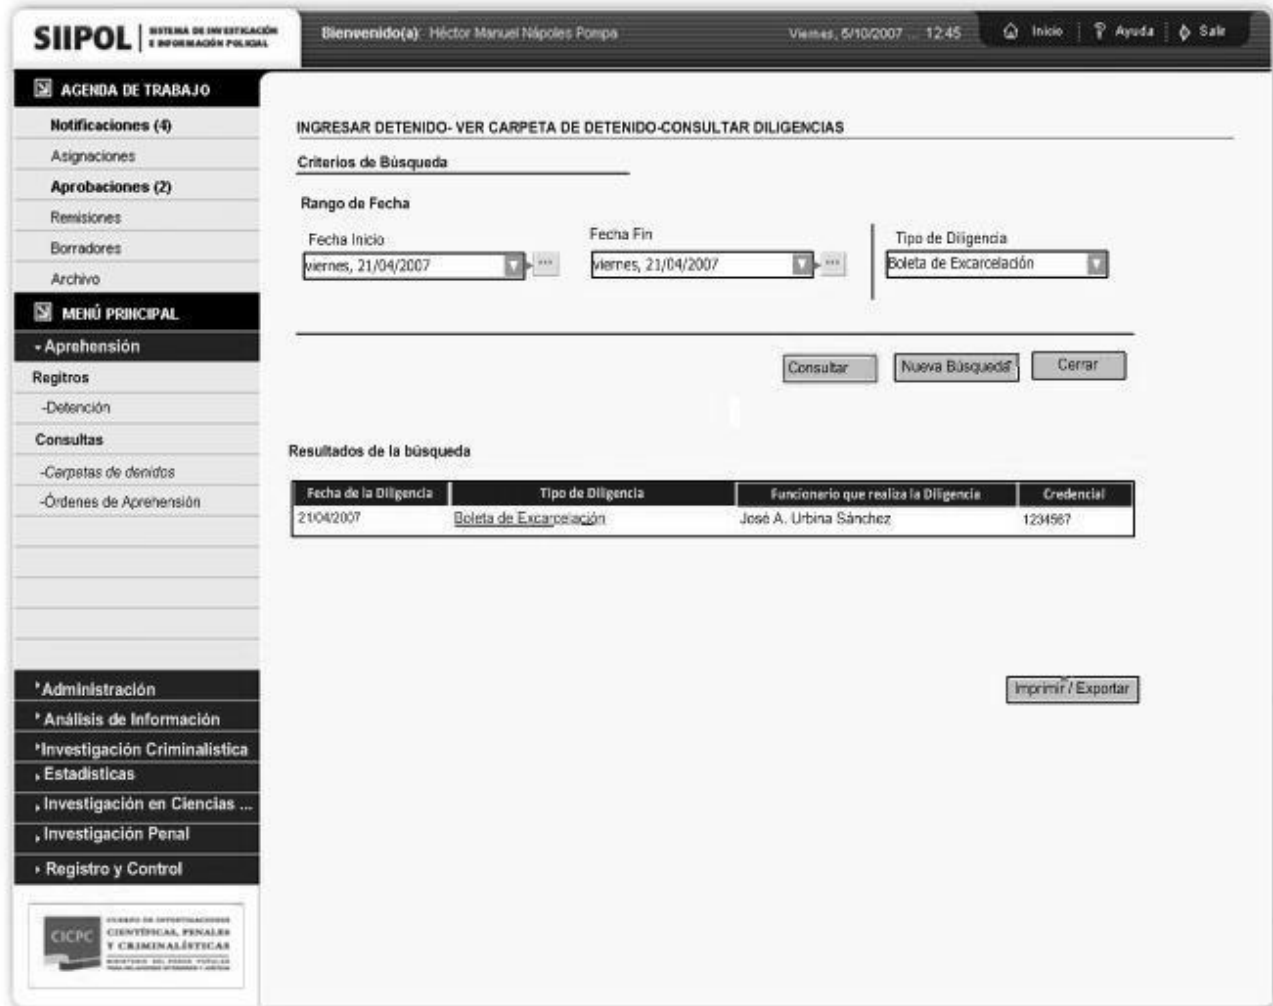 SIIPOL SISTEMA DE INVESTIGACIÓN
E INFORMACIÓN POLICIAL
Bienvenido(a): Héctor Manuel Nápoles Pompa
Viernes, 5/10/2007 ... 12:45
Inicio
Ayuda
Salir
AGENDA DE TRABAJO
Notificaciones (4)
Asignaciones
Aprobaciones (2)
Remisiones
Borradores
Archivo
MENÚ PRINCIPAL
Aprehensión
Regitros
-Detención
Consultas
-Carpetas de denidos
-Órdenes de Aprehensión
Administración
Análisis de Información
Investigación Criminalística
Estadísticas
Investigación en Ciencias ...
Investigación Penal
Registro y Control
CICPC
CUERPO DE INVESTIGACIONES
CIENTÍFICAS, PENALES
Y CRIMINALÍSTICAS
MINISTERIO DEL PODER POPULAR
INGRESAR DETENIDO- VER CARPETA DE DETENIDO-CONSULTAR DILIGENCIAS
Criterios de Búsqueda
Rango de Fecha
Fecha Inicio
viernes, 21/04/2007
Fecha Fin
viernes, 21/04/2007
Tipo de Diligencia
Boleta de Excarcelación
Consultar
Nueva Búsqueda
Cerrar
Resultados de la búsqueda
Fecha de la Diligencia Tipo de Diligencia Funcionerio que realiza la Diligencia Credencial
21/04/2007 Boleta de Excarcelación José A. Urbina Sánchez 1234567
Imprimir / Exportar